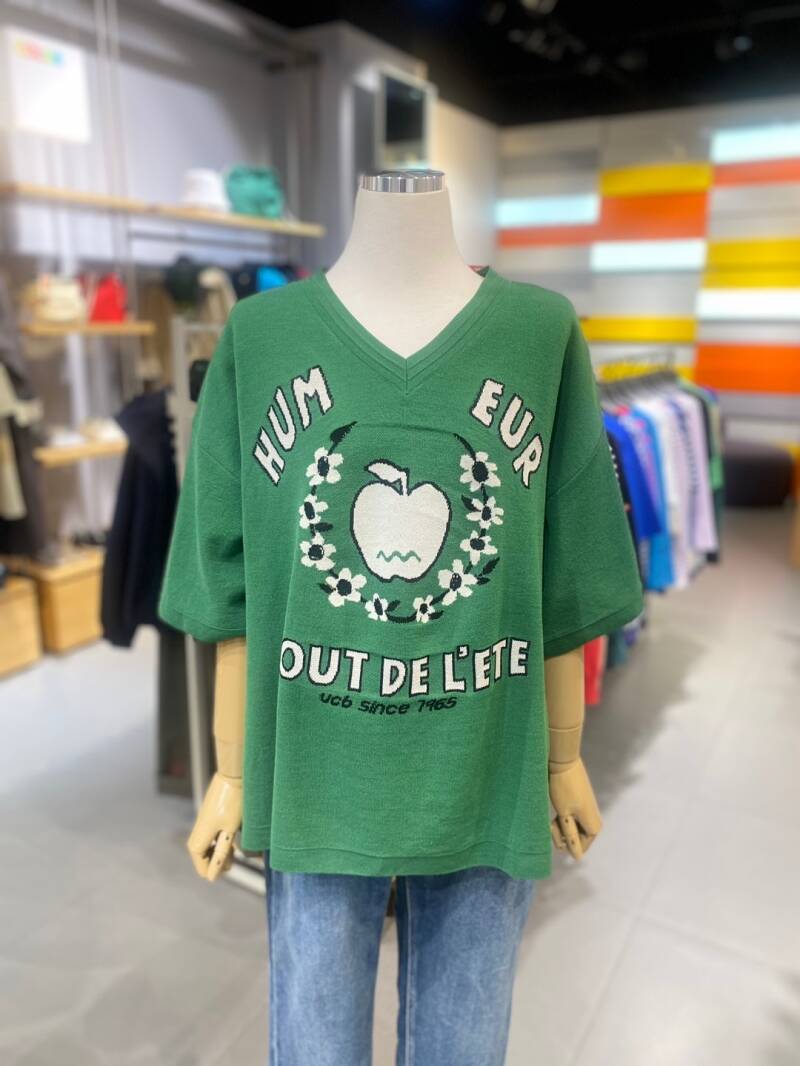 HUM EUR
OUT DE L'ETE
ucb since 1965